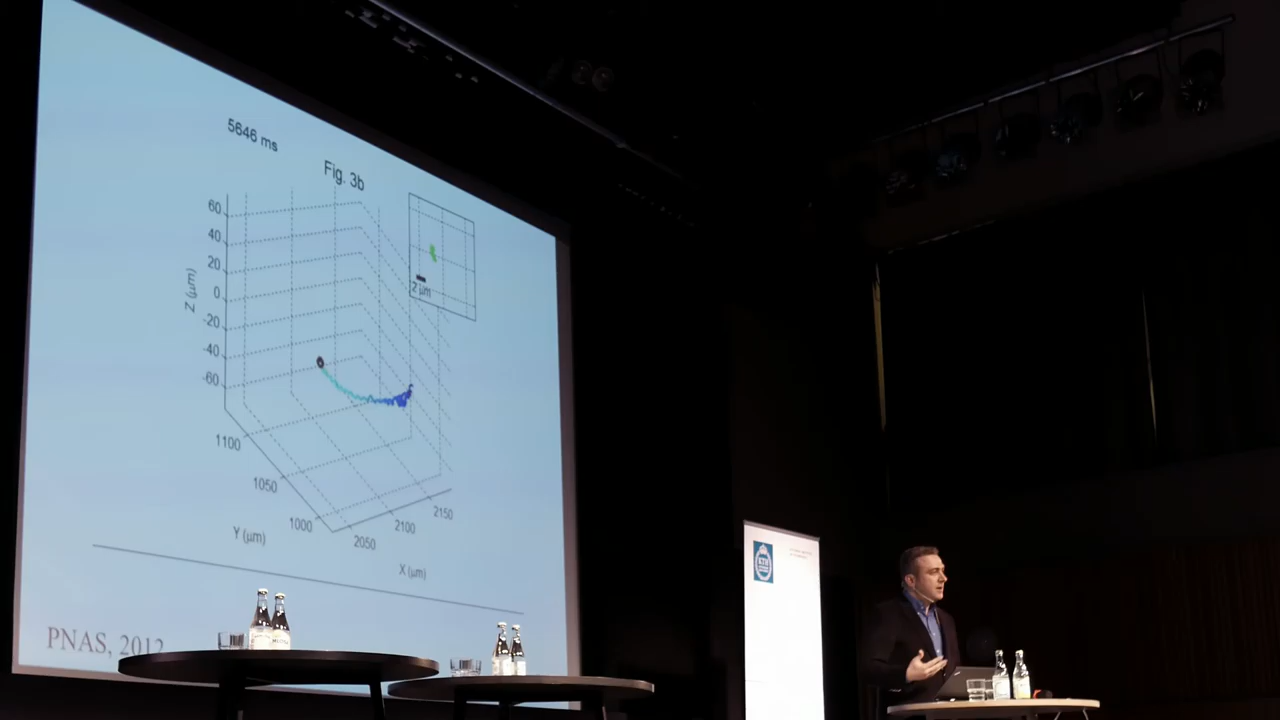 5646 ms
Fig. 3b
60
40
20
0
-20
-40
-60
Z (µm)
2 µm
1100
1050
1000
Y (µm)
2050
2100
2150
X (µm)
PNAS, 2012
KTH